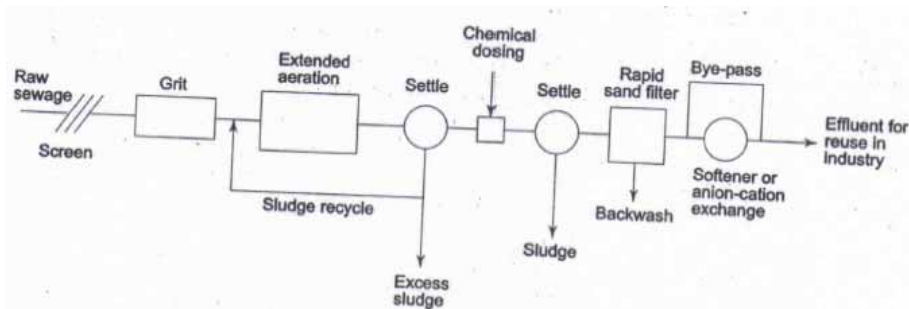 Raw
sewage
Screen
Grit
Extended
aeration
Sludge recycle
Settle
Excess
sludge
Chemical
dosing
Settle
Sludge
Rapid
sand filter
Backwash
Bye-pass
Softener or
anion-cation
exchange
Effluent for
reuse in
industry